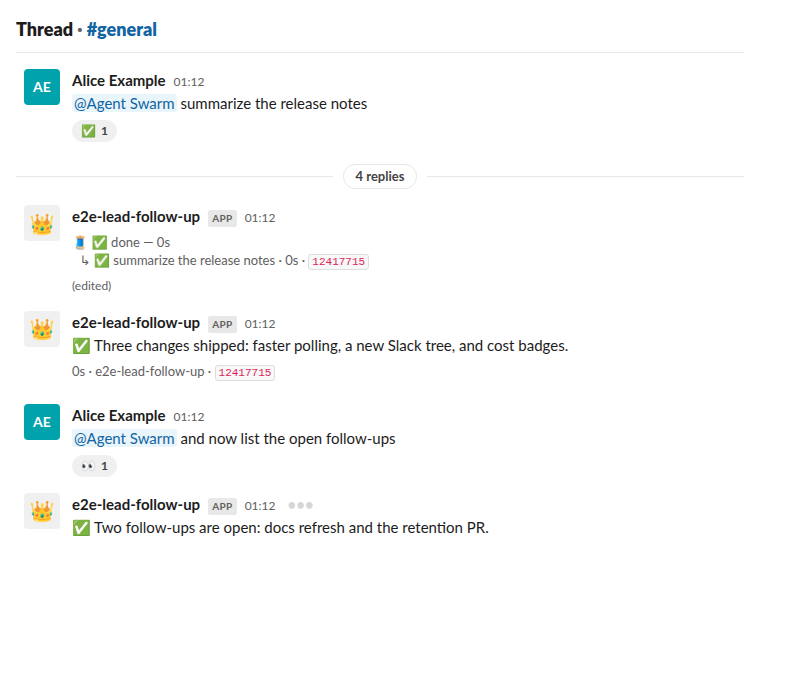 Thread • #general
AE
Alice Example 01:12
@Agent Swarm summarize the release notes
✅ 1
4 replies
e2e-lead-follow-up APP 01:12
🧵 ✅ done — 0s
↳ ✅ summarize the release notes · 0s · 12417715
(edited)
e2e-lead-follow-up APP 01:12
✅ Three changes shipped: faster polling, a new Slack tree, and cost badges.
0s · e2e-lead-follow-up · 12417715
AE
Alice Example 01:12
@Agent Swarm and now list the open follow-ups
👀 1
e2e-lead-follow-up APP 01:12
✅ Two follow-ups are open: docs refresh and the retention PR.